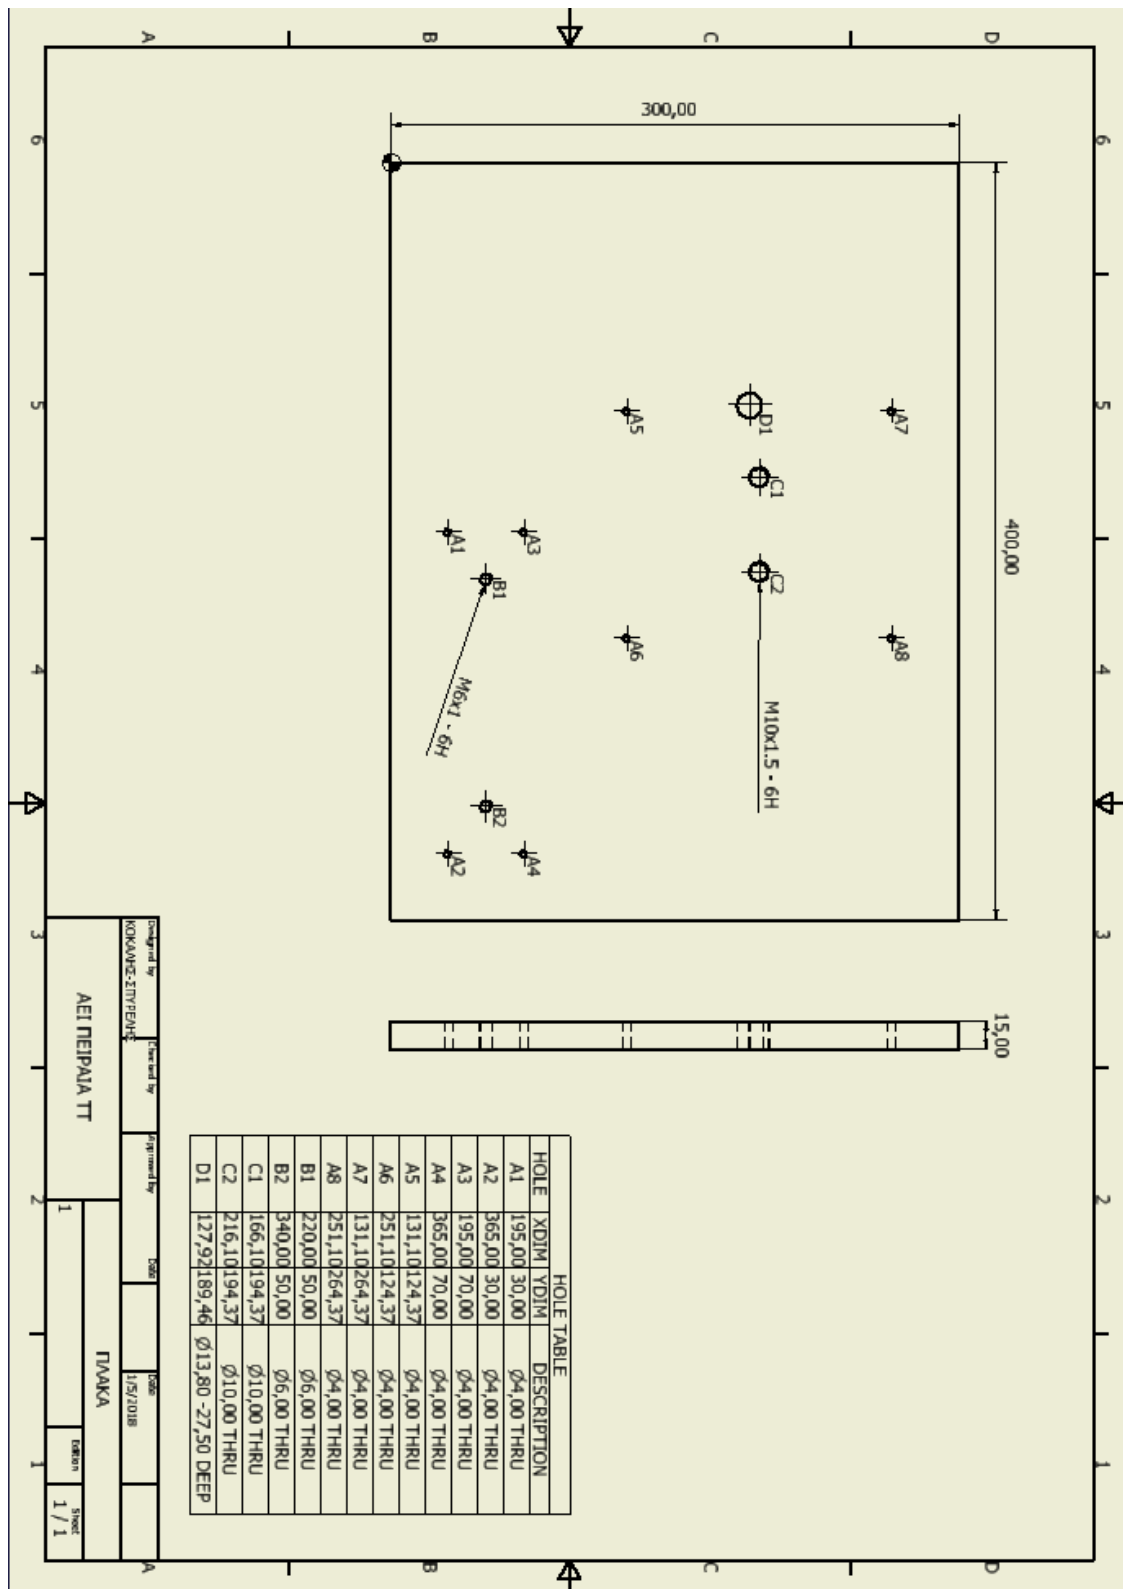 6
5
4
3
2
1
6
5
4
3
2
1
D
C
B
A
D
C
B
A
400,00
300,00
15,00
A7
A8
D1
C1
C2
M10x1.5 - 6H
A5
A6
A3
A4
B1
B2
A1
A2
M6x1 - 6H
HOLE TABLE
HOLE XDIM YDIM DESCRIPTION
A1 195,00 30,00 Ø4,00 THRU
A2 365,00 30,00 Ø4,00 THRU
A3 195,00 70,00 Ø4,00 THRU
A4 365,00 70,00 Ø4,00 THRU
A5 131,10 124,37 Ø4,00 THRU
A6 251,10 124,37 Ø4,00 THRU
A7 131,10 264,37 Ø4,00 THRU
A8 251,10 264,37 Ø4,00 THRU
B1 220,00 50,00 Ø6,00 THRU
B2 340,00 50,00 Ø6,00 THRU
C1 166,10 194,37 Ø10,00 THRU
C2 216,10 194,37 Ø10,00 THRU
D1 127,92 189,46 Ø13,80 -27,50 DEEP
Designed by Checked by Approved by Date Date
ΚΟΚΑΛΗΣ-ΣΠΥΡΕΛΗΣ 1/5/2018
ΑΕΙ ΠΕΙΡΑΙΑ ΤΤ
ΠΛΑΚΑ
1
Edition
Sheet
1 / 1